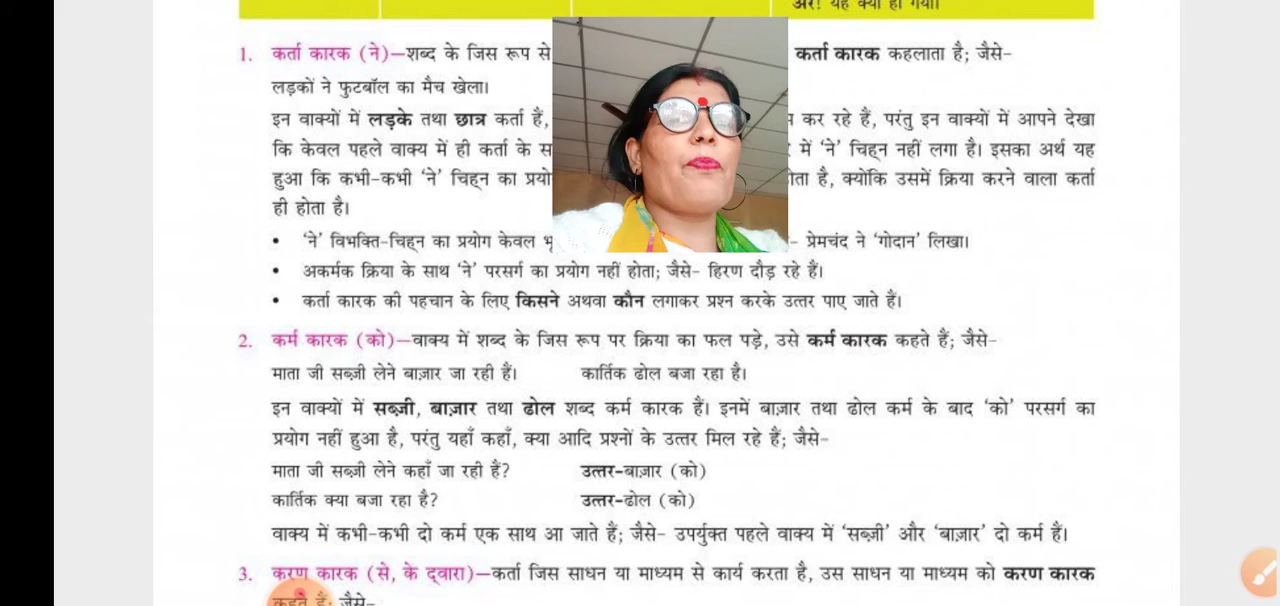 अरे! यह क्या हो गया।
1. कर्ता कारक (ने)–शब्द के जिस रूप से कर्ता कारक कहलाता है; जैसे–
लड़कों ने फुटबॉल का मैच खेला।
इन वाक्यों में लड़के तथा छात्र कर्ता हैं, कर रहे हैं, परंतु इन वाक्यों में आपने देखा
कि केवल पहले वाक्य में ही कर्ता के में ‘ने’ चिह्न नहीं लगा है। इसका अर्थ यह
हुआ कि कभी-कभी ‘ने’ चिह्न का है, क्योंकि उसमें क्रिया करने वाला कर्ता
ही होता है।
• ‘ने’ विभक्ति-चिह्न का प्रयोग केवल – प्रेमचंद ने ‘गोदान’ लिखा।
• अकर्मक क्रिया के साथ ‘ने’ परसर्ग का प्रयोग नहीं होता; जैसे– हिरण दौड़ रहे हैं।
• कर्ता कारक की पहचान के लिए किसने अथवा कौन लगाकर प्रश्न करके उत्तर पाए जाते हैं।
2. कर्म कारक (को)–वाक्य में शब्द के जिस रूप पर क्रिया का फल पड़े, उसे कर्म कारक कहते हैं; जैसे–
माता जी सब्ज़ी लेने बाज़ार जा रही हैं। कार्तिक ढोल बजा रहा है।
इन वाक्यों में सब्ज़ी, बाज़ार तथा ढोल शब्द कर्म कारक हैं। इनमें बाज़ार तथा ढोल कर्म के बाद ‘को’ परसर्ग का
प्रयोग नहीं हुआ है, परंतु यहाँ कहाँ, क्या आदि प्रश्नों के उत्तर मिल रहे हैं; जैसे–
माता जी सब्ज़ी लेने कहाँ जा रही हैं? उत्तर–बाज़ार (को)
कार्तिक क्या बजा रहा है? उत्तर–ढोल (को)
वाक्य में कभी-कभी दो कर्म एक साथ आ जाते हैं; जैसे– उपर्युक्त पहले वाक्य में ‘सब्ज़ी’ और ‘बाज़ार’ दो कर्म हैं।
3. करण कारक (से, के द्वारा)–कर्ता जिस साधन या माध्यम से कार्य करता है, उस साधन या माध्यम को करण कारक
कहते हैं; जैसे–